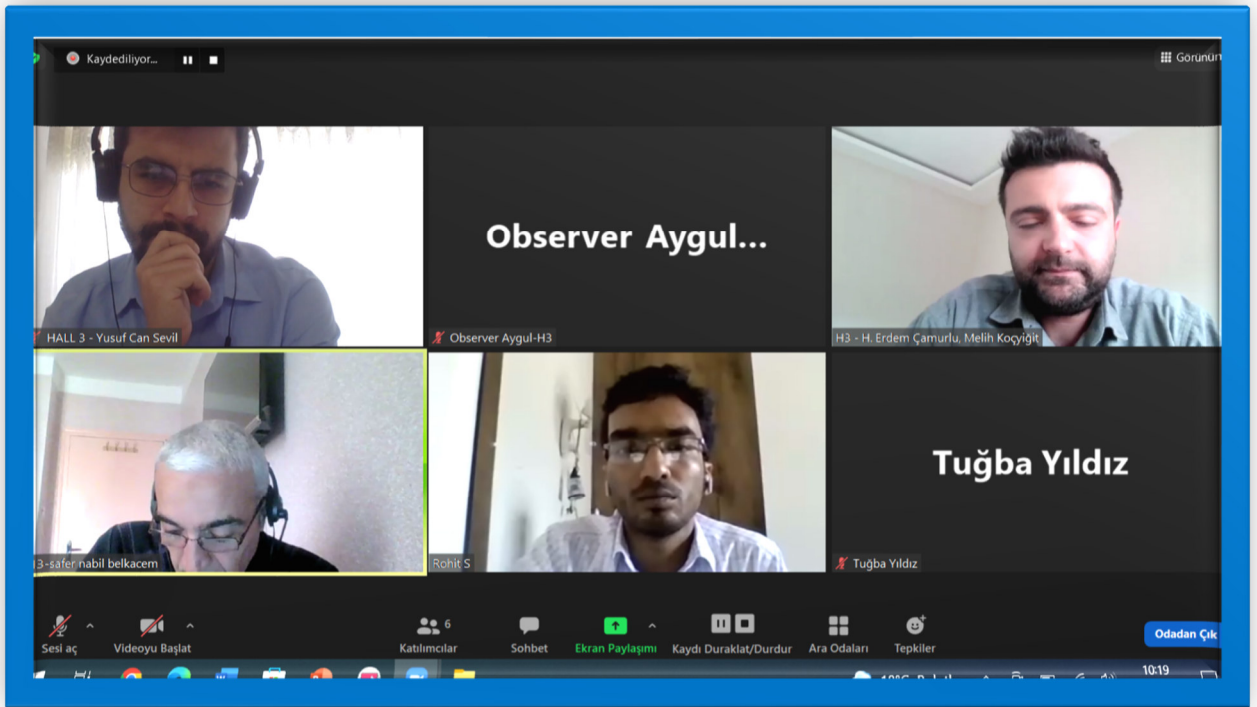 Kaydediliyor...
Görünüm
Observer Aygul...
HALL 3 - Yusuf Can Sevil
Observer Aygul-H3
H3 - H. Erdem Çamurlu, Melih Koçyiğit
Tuğba Yıldız
3-safer nabil belkacem
Rohit S
Tuğba Yıldız
6
Sesi aç
Videoyu Başlat
Katılımcılar
Sohbet
Ekran Paylaşımı
Kaydı Duraklat/Durdur
Ara Odaları
Tepkiler
Odadan Çık
10:19